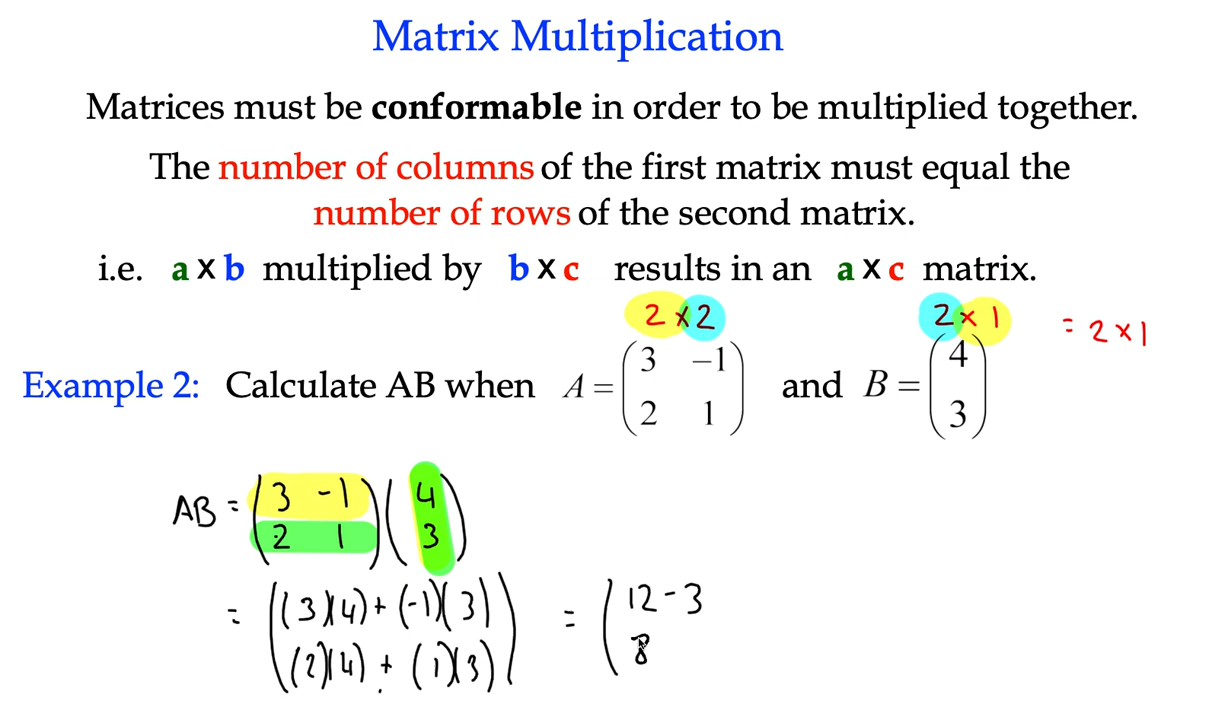 Matrix Multiplication
Matrices must be conformable in order to be multiplied together.
The number of columns of the first matrix must equal the
number of rows of the second matrix.
i.e. a x b multiplied by b x c results in an a x c matrix.
2 × 2 2 × 1 = 2 × 1
Example 2: Calculate AB when A = (3 −1; 2 1) and B = (4; 3)
AB = (3 -1; 2 1)(4; 3)
= ((3)(4) + (-1)(3); (2)(4) + (1)(3)) = (12 - 3; 8